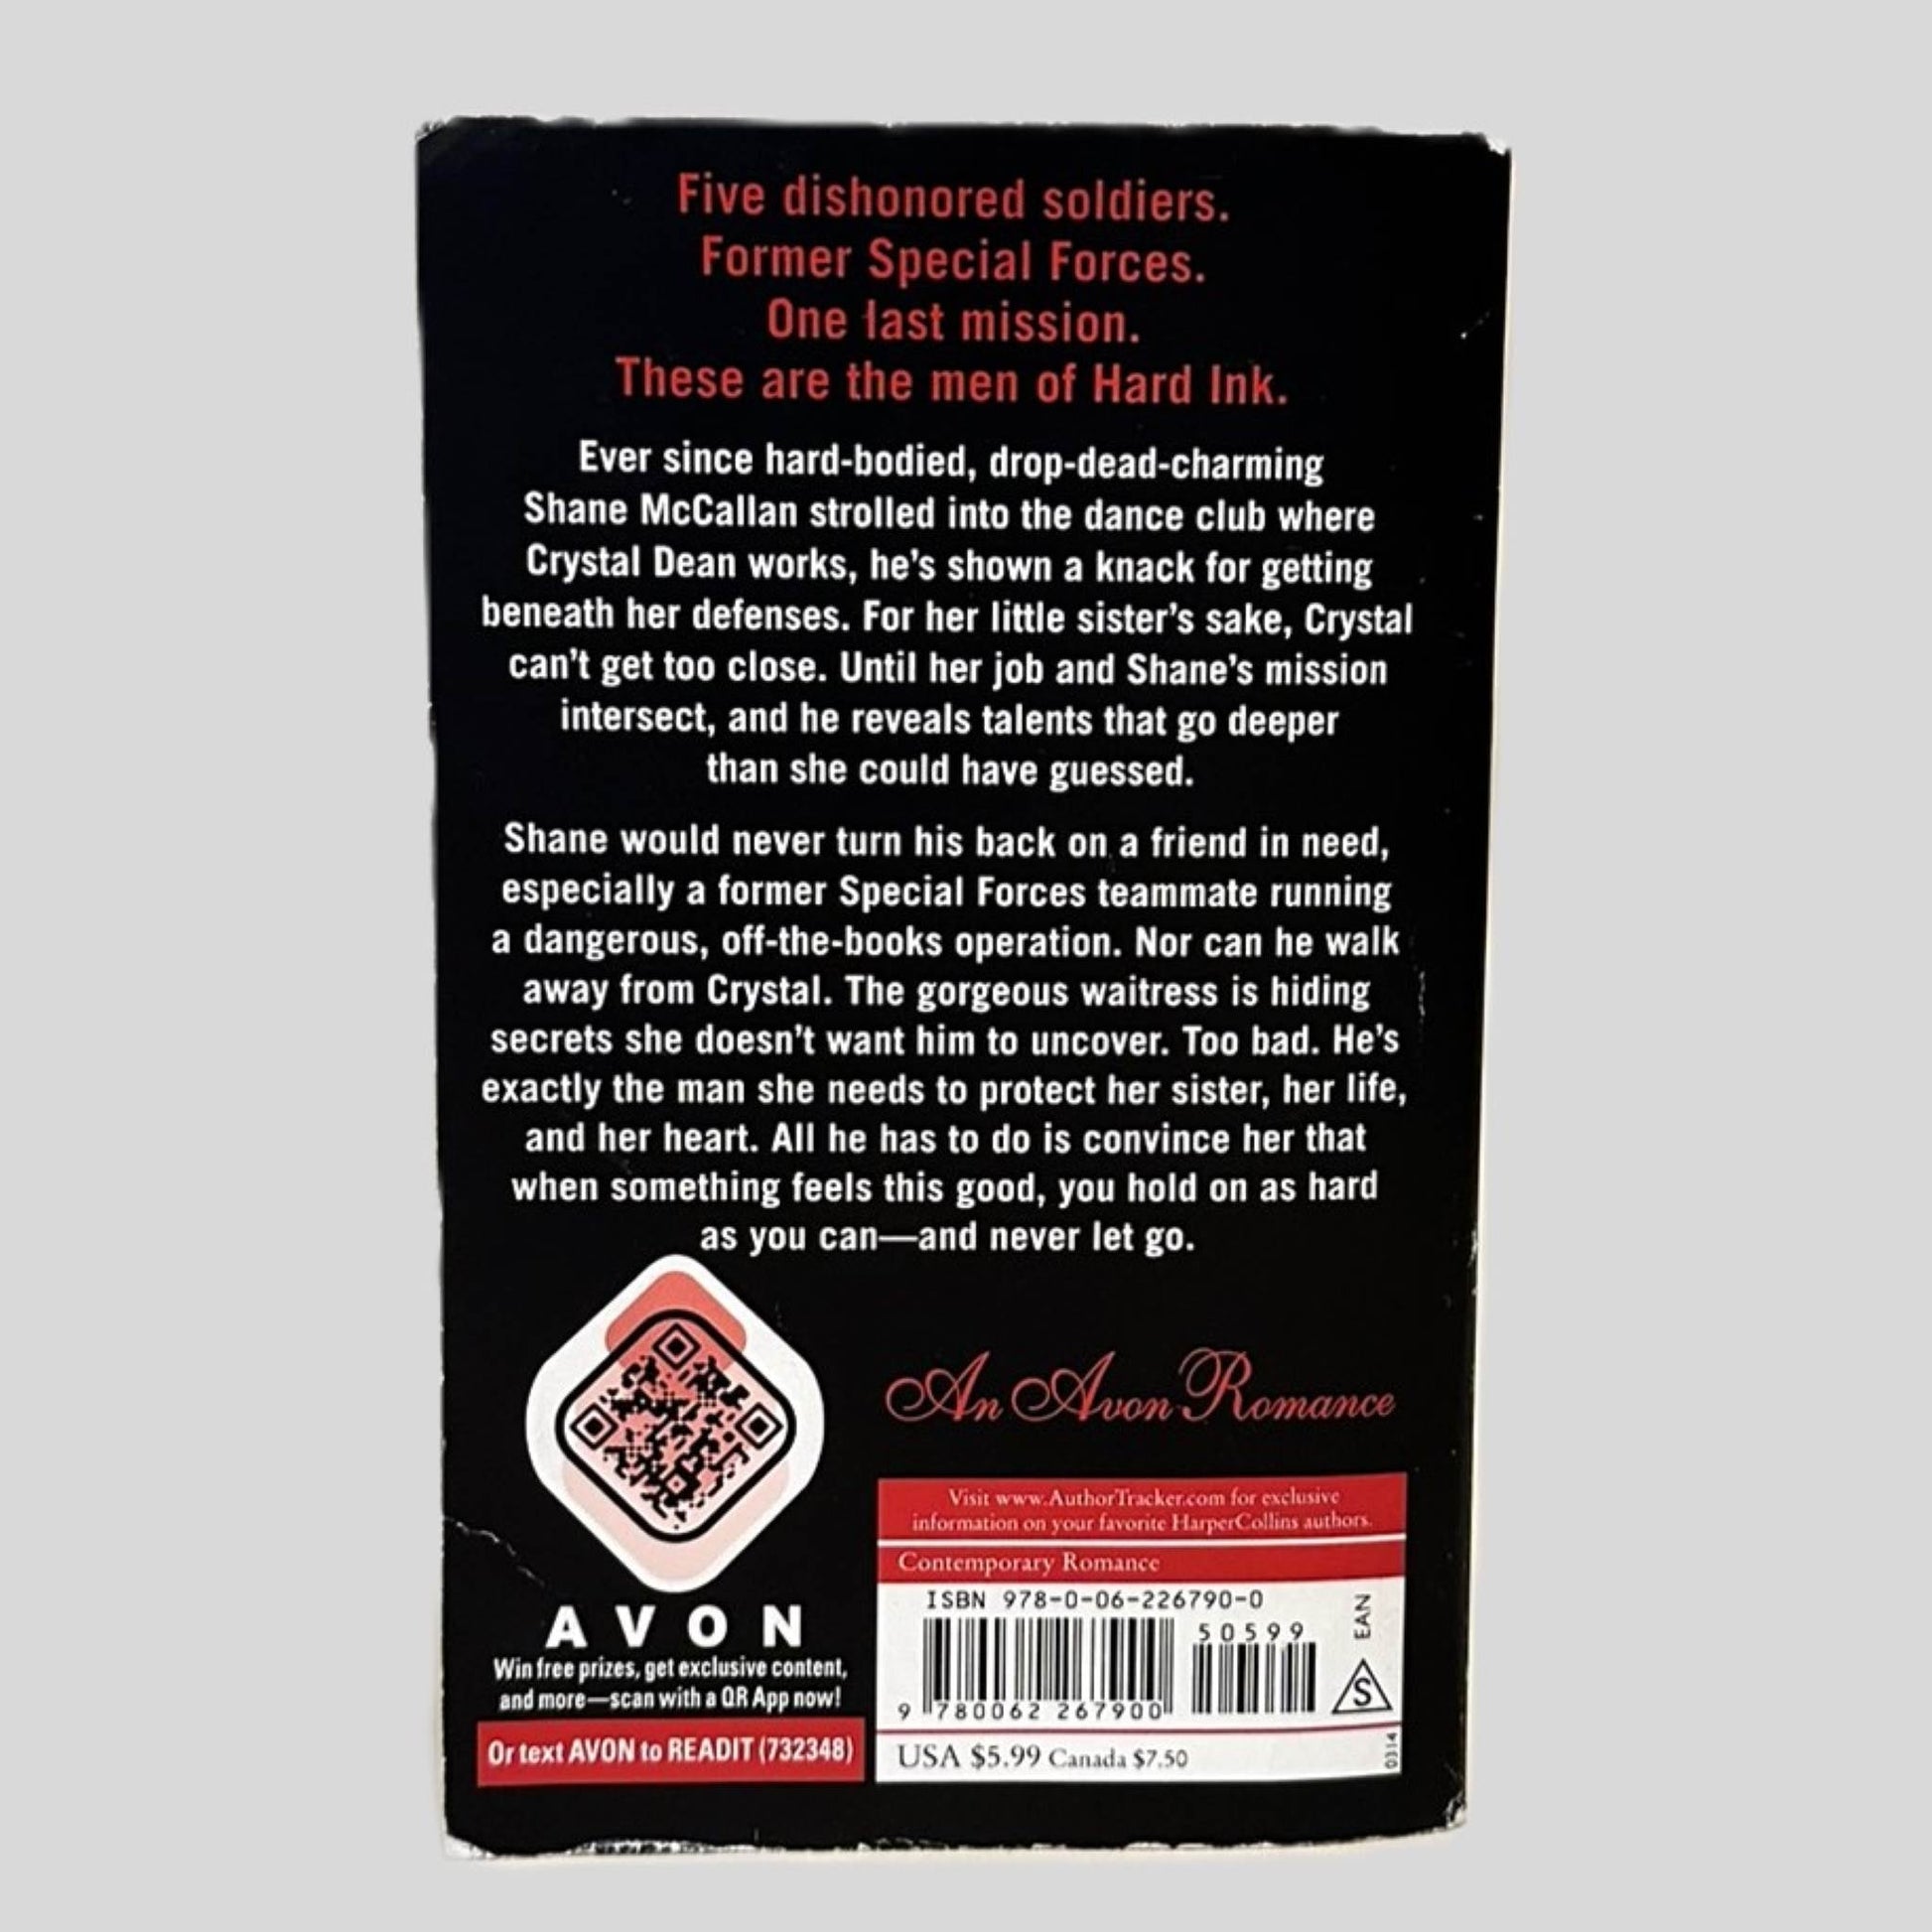 Five dishonored soldiers.
Former Special Forces.
One last mission.
These are the men of Hard Ink.
Ever since hard-bodied, drop-dead-charming
Shane McCallan strolled into the dance club where
Crystal Dean works, he's shown a knack for getting
beneath her defenses. For her little sister's sake, Crystal
can't get too close. Until her job and Shane's mission
intersect, and he reveals talents that go deeper
than she could have guessed.
Shane would never turn his back on a friend in need,
especially a former Special Forces teammate running
a dangerous, off-the-books operation. Nor can he walk
away from Crystal. The gorgeous waitress is hiding
secrets she doesn't want him to uncover. Too bad. He's
exactly the man she needs to protect her sister, her life,
and her heart. All he has to do is convince her that
when something feels this good, you hold on as hard
as you can—and never let go.
An Avon Romance
Visit www.AuthorTracker.com for exclusive
information on your favorite HarperCollins authors.
Contemporary Romance
ISBN 978-0-06-226790-0
50599
EAN
S
9 780062 267900
USA $5.99 Canada $7.50
0314
AVON
Win free prizes, get exclusive content,
and more—scan with a QR App now!
Or text AVON to READIT (732348)